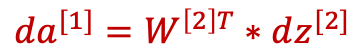 da^{[1]} = W^{[2]T} * dz^{[2]}